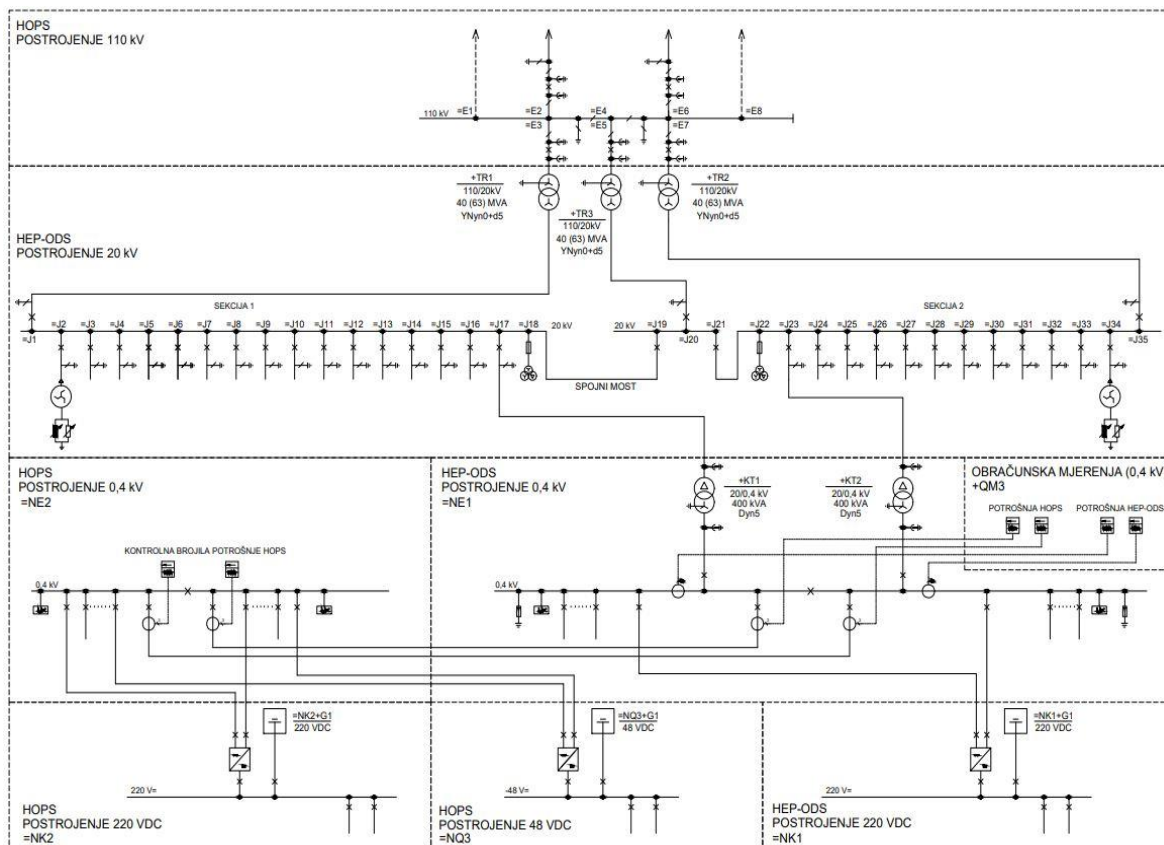 HOPS
POSTROJENJE 110 kV
110 kV
=E1
=E2
=E3
=E4
=E5
=E6
=E7
=E8
+TR1
110/20kV
40 (63) MVA
YNyn0+d5
+TR3
110/20kV
40 (63) MVA
YNyn0+d5
+TR2
110/20kV
40 (63) MVA
YNyn0+d5
HEP-ODS
POSTROJENJE 20 kV
SEKCIJA 1
SEKCIJA 2
=J1
=J2
=J3
=J4
=J5
=J6
=J7
=J8
=J9
=J10
=J11
=J12
=J13
=J14
=J15
=J16
=J17
=J18
20 kV
20 kV
=J19
=J20
=J21
=J22
=J23
=J24
=J25
=J26
=J27
=J28
=J29
=J30
=J31
=J32
=J33
=J34
=J35
SPOJNI MOST
HOPS
POSTROJENJE 0,4 kV
=NE2
KONTROLNA BROJILA POTROŠNJE HOPS
0,4 kV
HEP-ODS
POSTROJENJE 0,4 kV
=NE1
+KT1
20/0,4 kV
400 kVA
Dyn5
+KT2
20/0,4 kV
400 kVA
Dyn5
0,4 kV
OBRAČUNSKA MJERENJA (0,4 kV
+QM3
POTROŠNJA HOPS
POTROŠNJA HEP-ODS
=NK2+G1
220 VDC
220 V=
HOPS
POSTROJENJE 220 VDC
=NK2
=NQ3+G1
48 VDC
-48 V=
HOPS
POSTROJENJE 48 VDC
=NQ3
=NK1+G1
220 VDC
220 V=
HEP-ODS
POSTROJENJE 220 VDC
=NK1